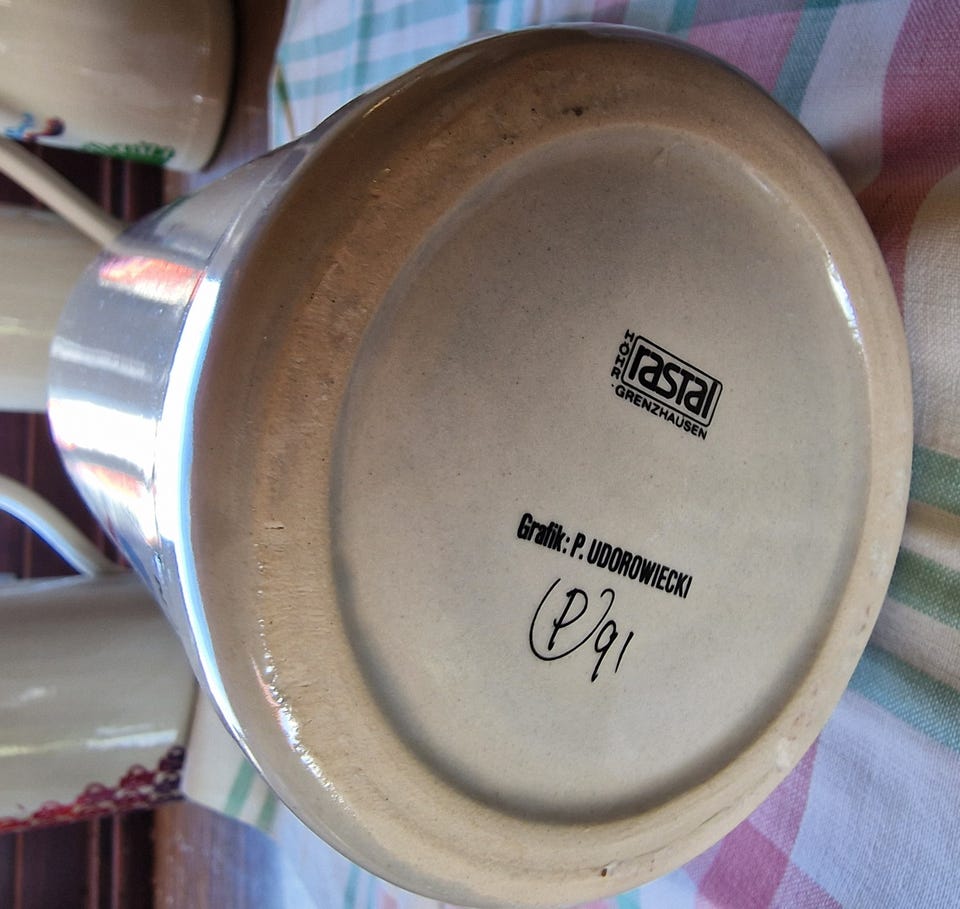 HÖHR
rastal
·GRENZHAUSEN
Grafik: P. UDOROWIECKI
P 91